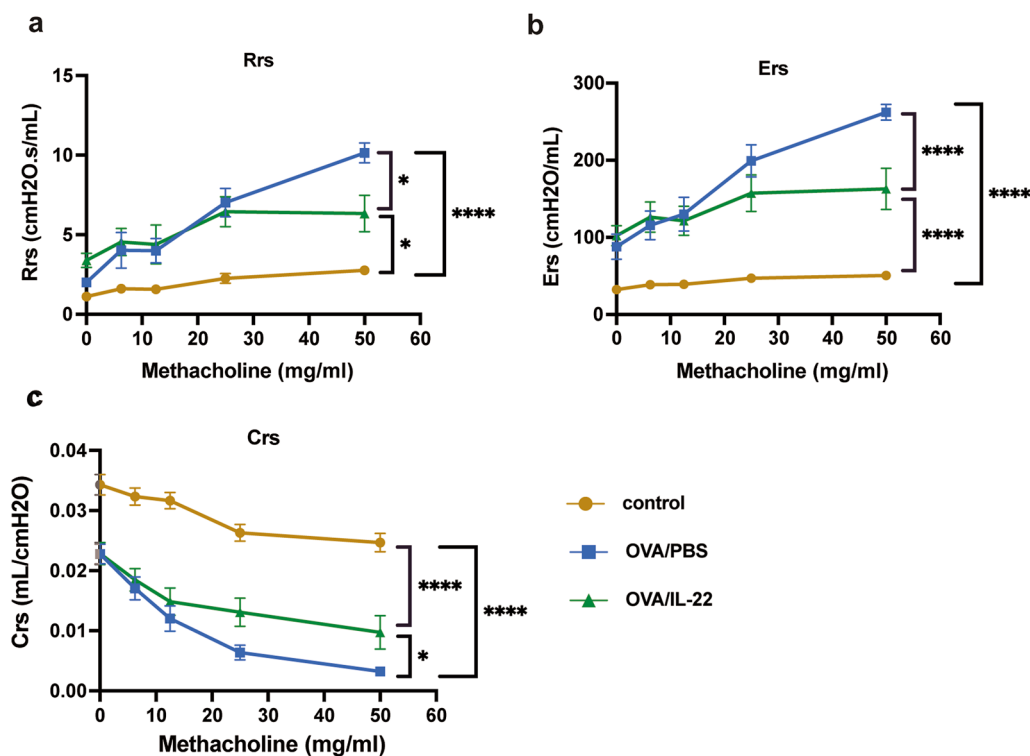 a
Rrs
Rrs (cmH2O.s/mL)
15
10
5
0
*
*
****
0 10 20 30 40 50 60
Methacholine (mg/ml)
b
Ers
Ers (cmH2O/mL)
300
200
100
0
****
****
****
0 10 20 30 40 50 60
Methacholine (mg/ml)
c
Crs
Crs (mL/cmH2O)
0.04
0.03
0.02
0.01
0.00
****
*
****
0 10 20 30 40 50 60
Methacholine (mg/ml)
control
OVA/PBS
OVA/IL-22